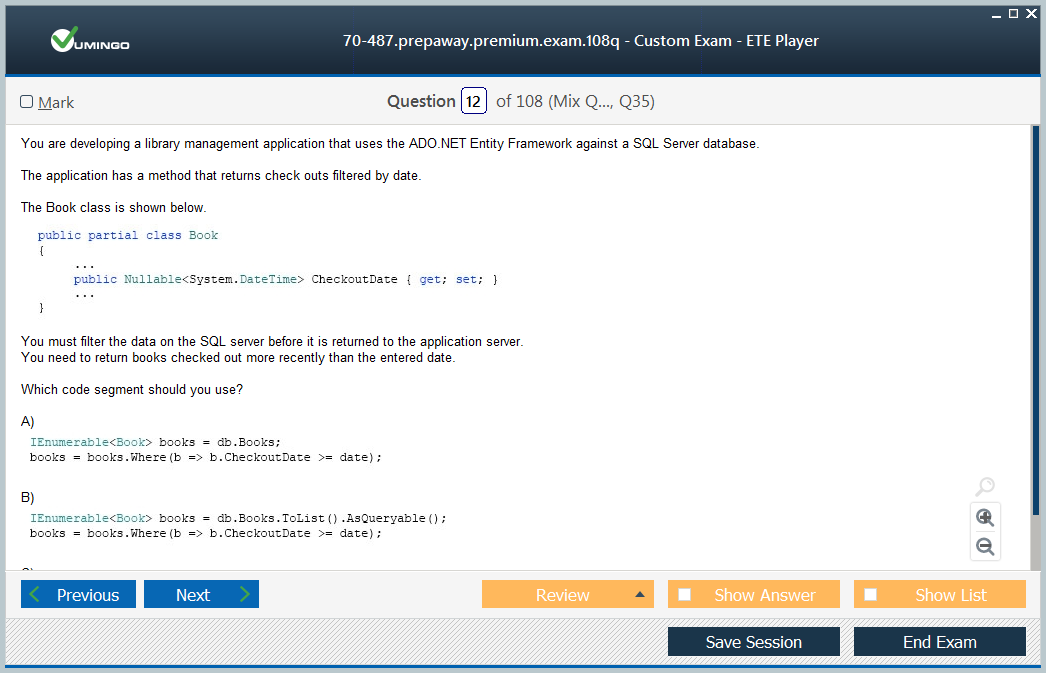 VUMINGO
70-487.prepaway.premium.exam.108q - Custom Exam - ETE Player
Mark
Question 12 of 108 (Mix Q..., Q35)
You are developing a library management application that uses the ADO.NET Entity Framework against a SQL Server database.
The application has a method that returns check outs filtered by date.
The Book class is shown below.
public partial class Book
{
...
public Nullable<System.DateTime> CheckoutDate { get; set; }
...
}
You must filter the data on the SQL server before it is returned to the application server.
You need to return books checked out more recently than the entered date.
Which code segment should you use?
A)
IEnumerable<Book> books = db.Books;
books = books.Where(b => b.CheckoutDate >= date);
B)
IEnumerable<Book> books = db.Books.ToList().AsQueryable();
books = books.Where(b => b.CheckoutDate >= date);
Previous Next Review Show Answer Show List
Save Session End Exam